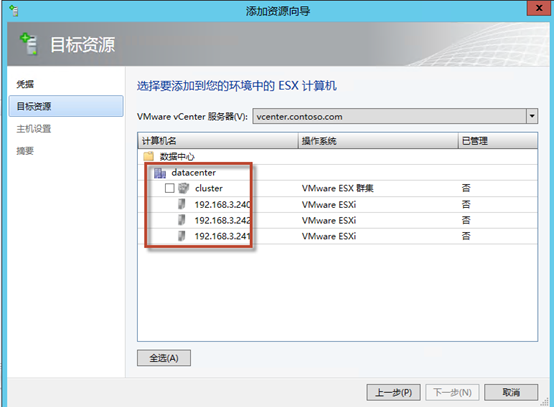 添加资源向导
目标资源
凭据
目标资源
主机设置
摘要
选择要添加到您的环境中的 ESX 计算机
VMware vCenter 服务器(V): vcenter.contoso.com
计算机名 操作系统 已管理
数据中心
datacenter
cluster VMware ESX 群集 否
192.168.3.240 VMware ESXi 否
192.168.3.242 VMware ESXi 否
192.168.3.241 VMware ESXi 否
全选(A)
上一步(P) 下一步(N) 取消